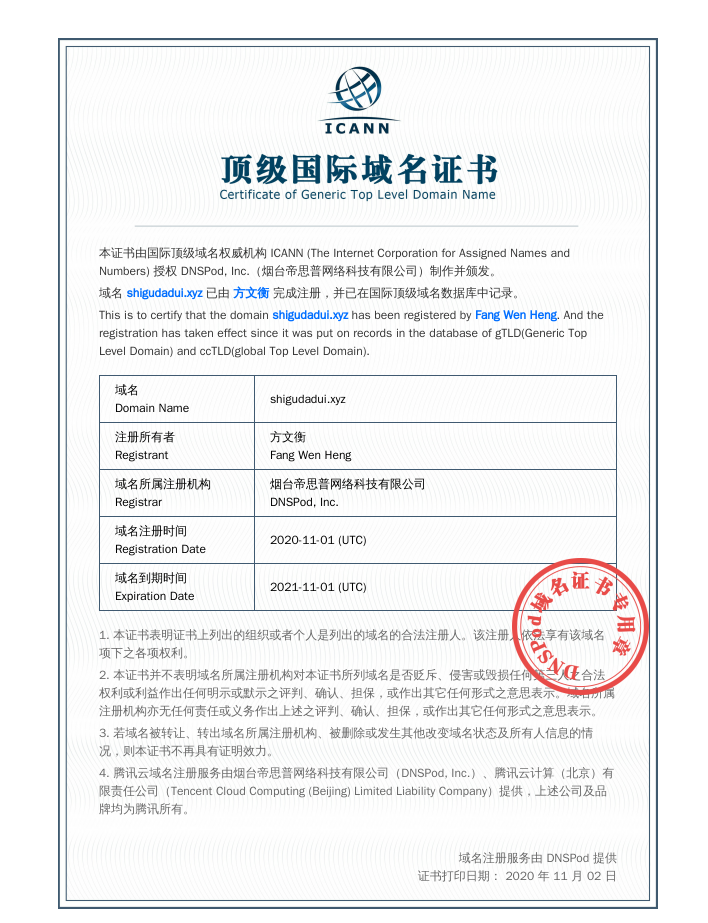 ICANN
顶级国际域名证书
Certificate of Generic Top Level Domain Name
本证书由国际顶级域名权威机构 ICANN (The Internet Corporation for Assigned Names and
Numbers) 授权 DNSPod, Inc.（烟台帝思普网络科技有限公司）制作并颁发。
域名 shigudadui.xyz 已由 方文衡 完成注册，并已在国际顶级域名数据库中记录。
This is to certify that the domain shigudadui.xyz has been registered by Fang Wen Heng. And the
registration has taken effect since it was put on records in the database of gTLD(Generic Top
Level Domain) and ccTLD(global Top Level Domain).
域名
Domain Name
shigudadui.xyz
注册所有者
Registrant
方文衡
Fang Wen Heng
域名所属注册机构
Registrar
烟台帝思普网络科技有限公司
DNSPod, Inc.
域名注册时间
Registration Date
2020-11-01 (UTC)
域名到期时间
Expiration Date
2021-11-01 (UTC)
DNSPod域名证书专用章
1. 本证书表明证书上列出的组织或者个人是列出的域名的合法注册人。该注册人依法享有该域名
项下之各项权利。
2. 本证书并不表明域名所属注册机构对本证书所列域名是否贬斥、侵害或毁损任何第三人之合法
权利或利益作出任何明示或默示之评判、确认、担保，或作出其它任何形式之意思表示。域名所属
注册机构亦无任何责任或义务作出上述之评判、确认、担保，或作出其它任何形式之意思表示。
3. 若域名被转让、转出域名所属注册机构、被删除或发生其他改变域名状态及所有人信息的情
况，则本证书不再具有证明效力。
4. 腾讯云域名注册服务由烟台帝思普网络科技有限公司（DNSPod, Inc.）、腾讯云计算（北京）有
限责任公司（Tencent Cloud Computing (Beijing) Limited Liability Company）提供，上述公司及品
牌均为腾讯所有。
域名注册服务由 DNSPod 提供
证书打印日期： 2020 年 11 月 02 日